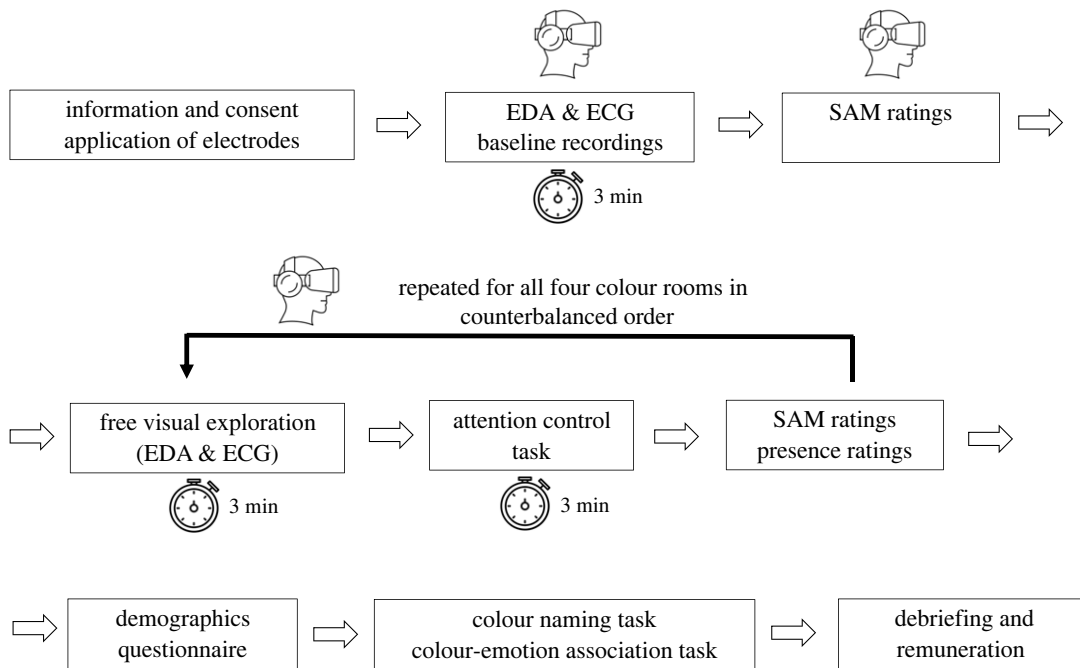 information and consent
application of electrodes
EDA & ECG
baseline recordings
SAM ratings
3 min
repeated for all four colour rooms in
counterbalanced order
free visual exploration
(EDA & ECG)
attention control
task
SAM ratings
presence ratings
3 min
3 min
demographics
questionnaire
colour naming task
colour-emotion association task
debriefing and
remuneration